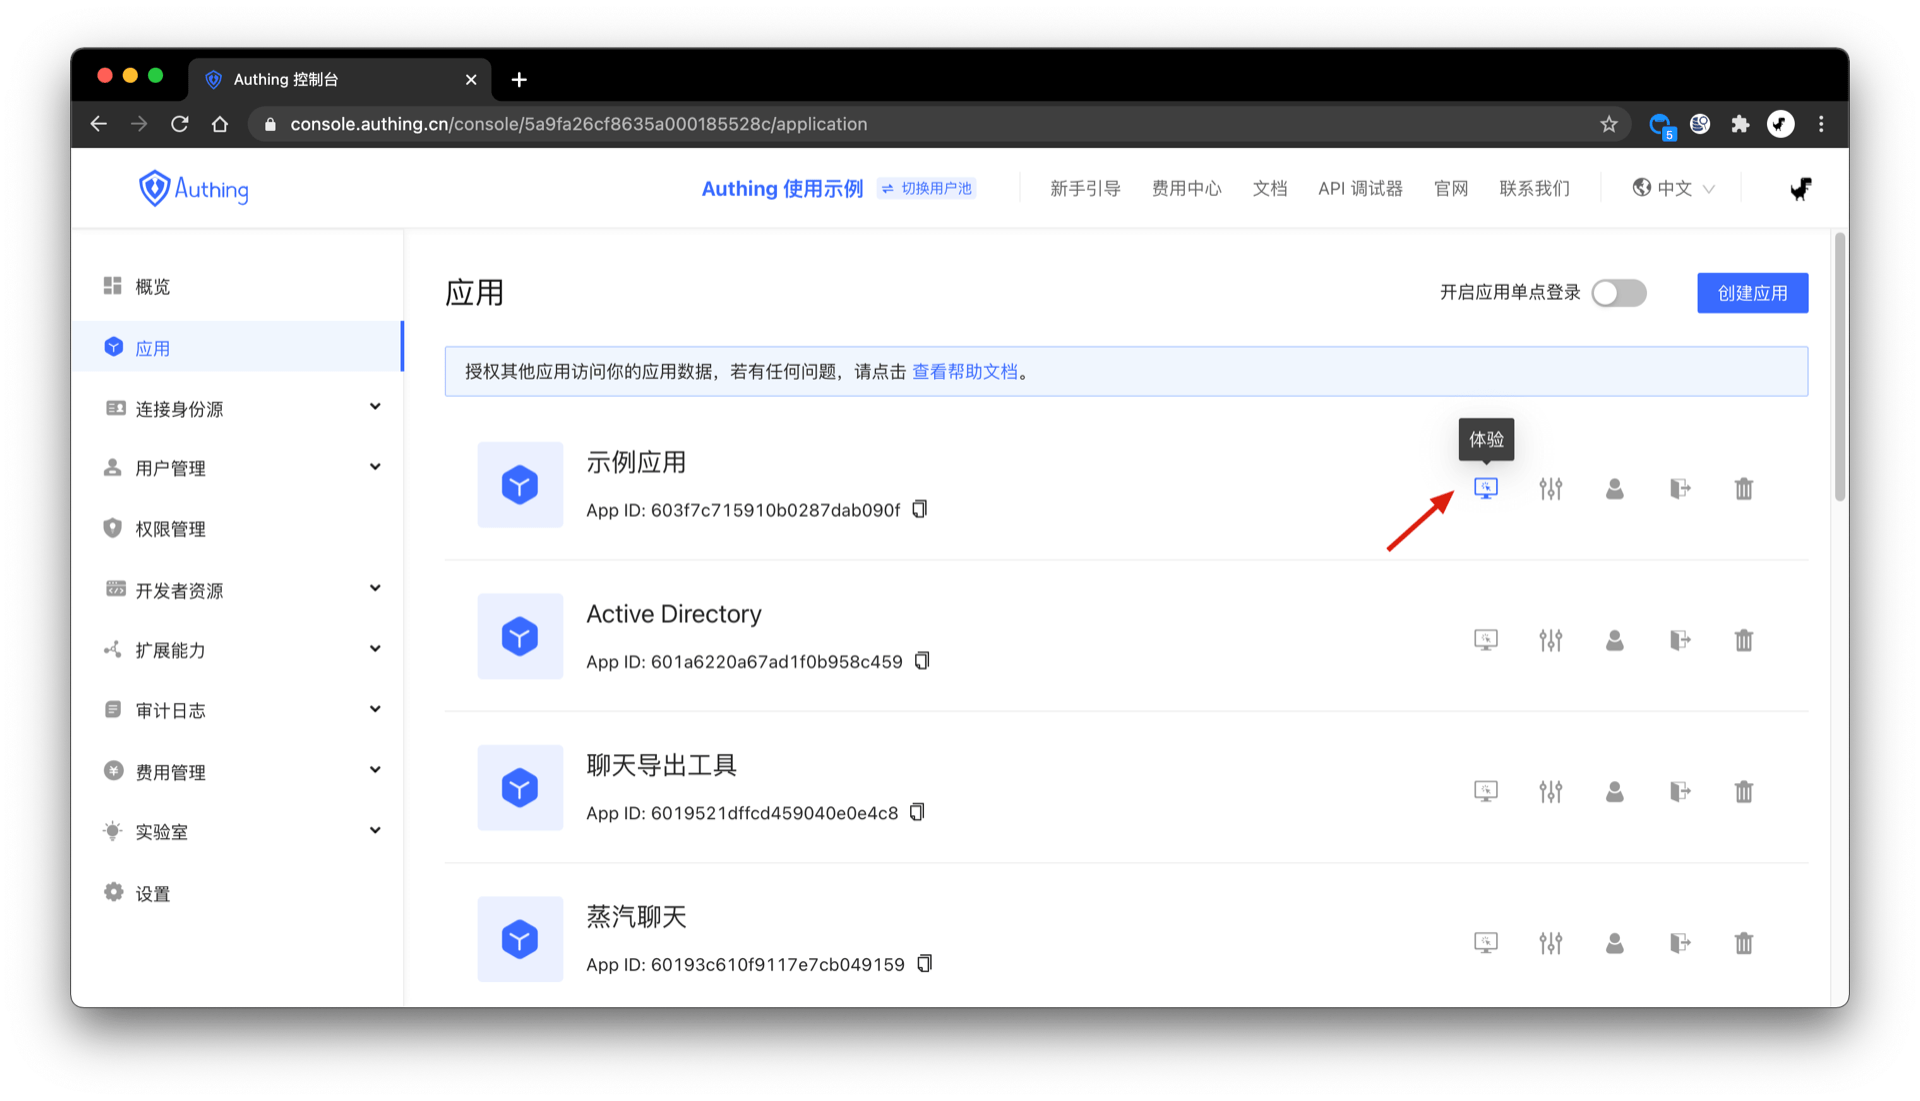 Authing 控制台
console.authing.cn/console/5a9fa26cf8635a000185528c/application
5
Authing
Authing 使用示例
切换用户池
新手引导
费用中心
文档
API 调试器
官网
联系我们
中文
概览
应用
连接身份源
用户管理
权限管理
开发者资源
扩展能力
审计日志
费用管理
实验室
设置
应用
开启应用单点登录
创建应用
授权其他应用访问你的应用数据，若有任何问题，请点击 查看帮助文档。
体验
示例应用
App ID: 603f7c715910b0287dab090f
Active Directory
App ID: 601a6220a67ad1f0b958c459
聊天导出工具
App ID: 6019521dffcd459040e0e4c8
蒸汽聊天
App ID: 60193c610f9117e7cb049159